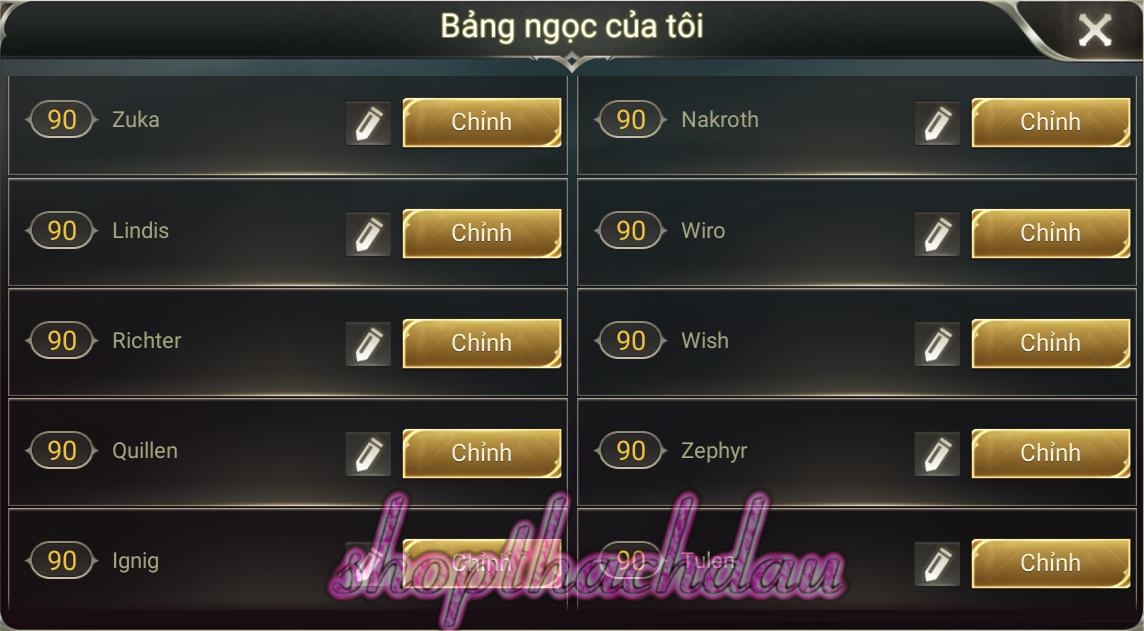 Bảng ngọc của tôi
90 Zuka Chỉnh 90 Nakroth Chỉnh
90 Lindis Chỉnh 90 Wiro Chỉnh
90 Richter Chỉnh 90 Wish Chỉnh
90 Quillen Chỉnh 90 Zephyr Chỉnh
90 Ignig Chỉnh 90 Tulen Chỉnh
shopthachdau